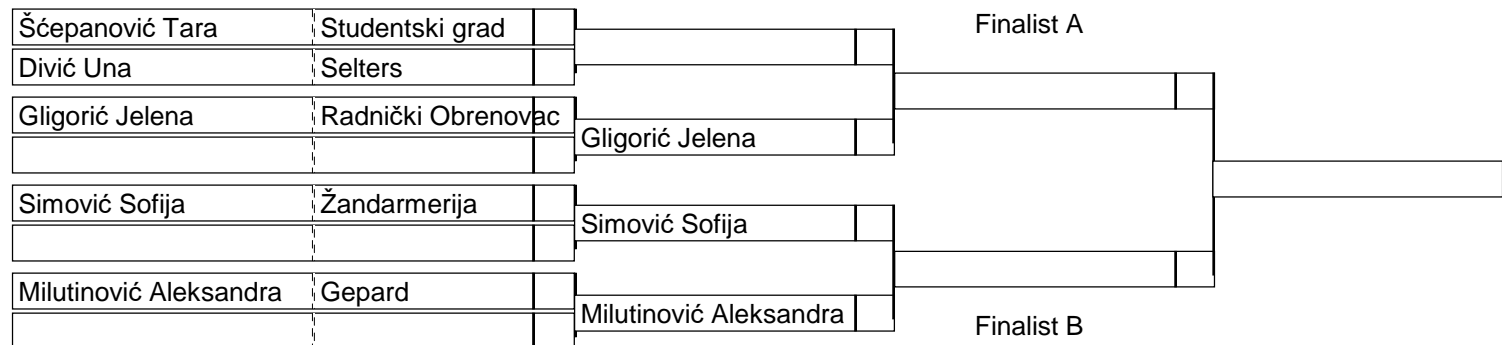 Šćepanović Tara Studentski grad
Divić Una Selters
Gligorić Jelena Radnički Obrenovac
Simović Sofija Žandarmerija
Milutinović Aleksandra Gepard
Gligorić Jelena
Simović Sofija
Milutinović Aleksandra
Finalist A
Finalist B